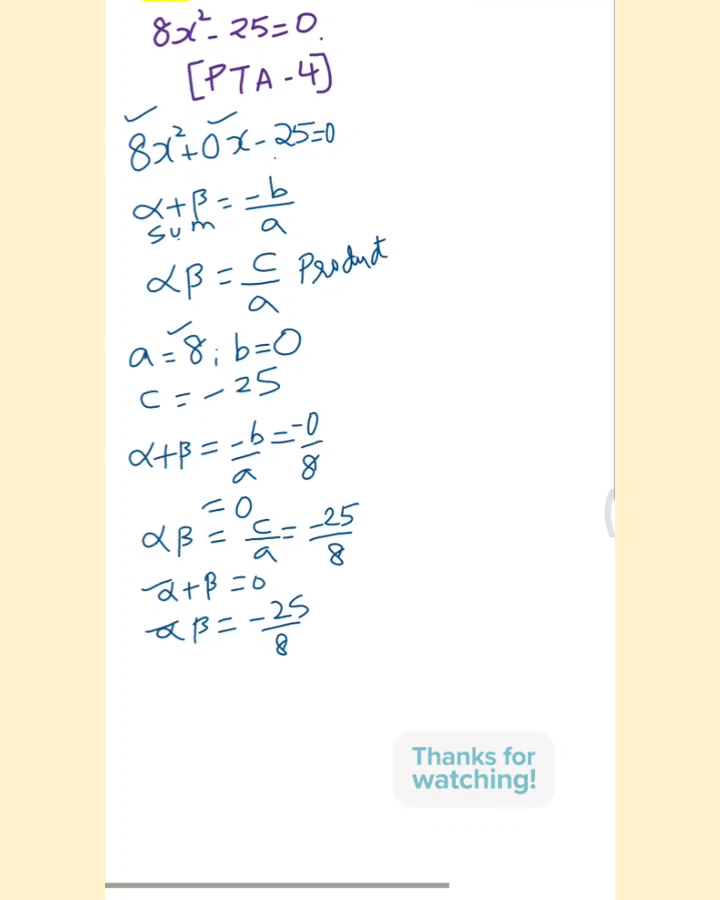 8x² - 25 = 0.
[PTA - 4]
8x² + 0x - 25 = 0
α + β = -b/a
sum
αβ = c/a Product
a = 8 ; b = 0
c = - 25
α + β = -b/a = -0/8
= 0
αβ = c/a = -25/8
α + β = 0
αβ = -25/8
Thanks for
watching!